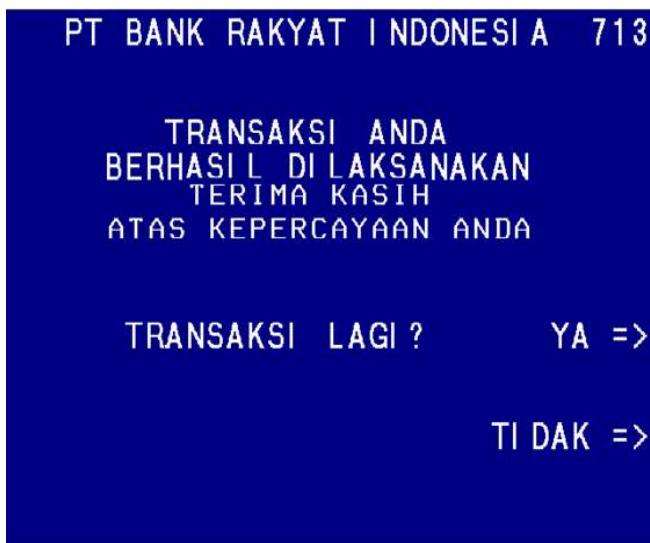 PT BANK RAKYAT INDONESIA 713
TRANSAKSI ANDA
BERHASIL DILAKSANAKAN
TERIMA KASIH
ATAS KEPERCAYAAN ANDA
TRANSAKSI LAGI? YA =>
TIDAK =>